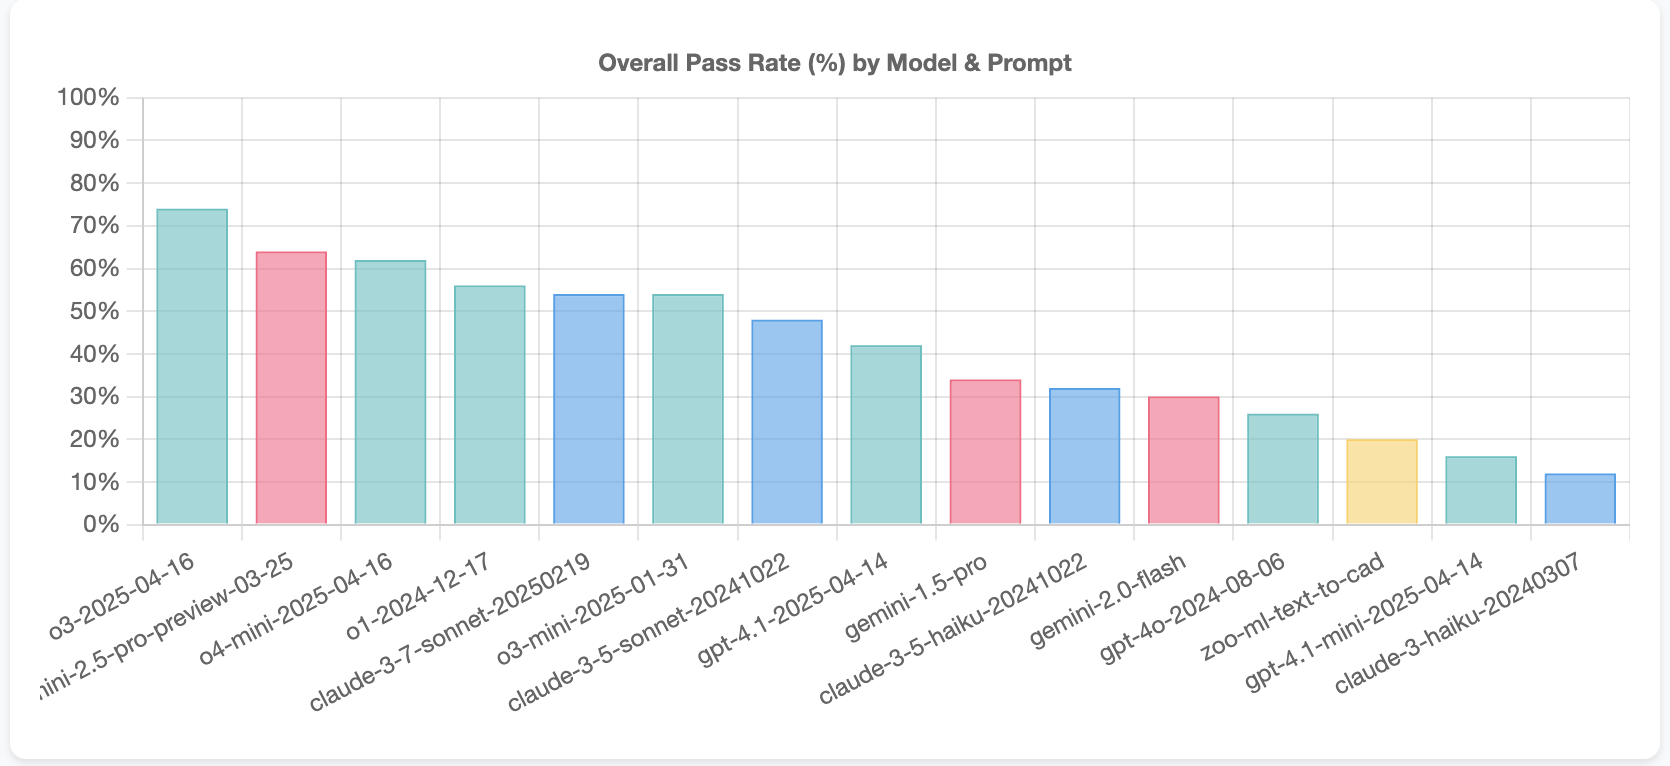 Overall Pass Rate (%) by Model & Prompt
100%
90%
80%
70%
60%
50%
40%
30%
20%
10%
0%
o3-2025-04-16
ini-2.5-pro-preview-03-25
o4-mini-2025-04-16
o1-2024-12-17
claude-3-7-sonnet-20250219
o3-mini-2025-01-31
claude-3-5-sonnet-20241022
gpt-4.1-2025-04-14
gemini-1.5-pro
claude-3-5-haiku-20241022
gemini-2.0-flash
gpt-4o-2024-08-06
zoo-ml-text-to-cad
gpt-4.1-mini-2025-04-14
claude-3-haiku-20240307